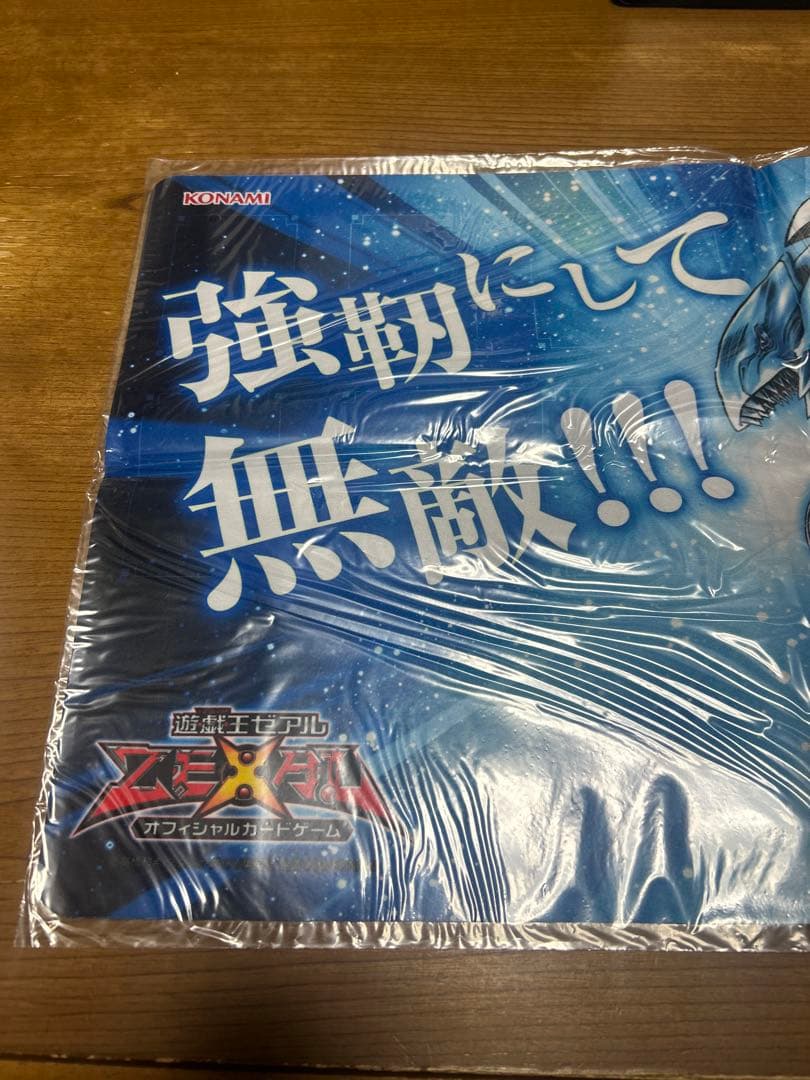 KONAMI
強靭にして
無敵!!!
遊戯王ゼアル
ZEXAL
オフィシャルカードゲーム